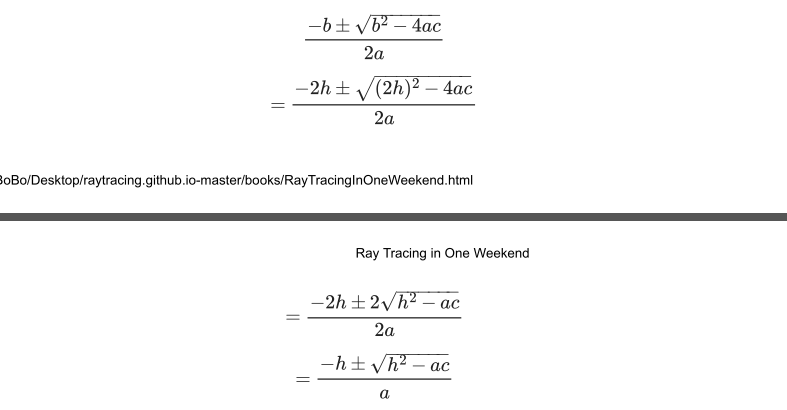 \frac{-b \pm \sqrt{b^2 - 4ac}}{2a}
= \frac{-2h \pm \sqrt{(2h)^2 - 4ac}}{2a}
BoBo/Desktop/raytracing.github.io-master/books/RayTracingInOneWeekend.html
Ray Tracing in One Weekend
= \frac{-2h \pm 2\sqrt{h^2 - ac}}{2a}
= \frac{-h \pm \sqrt{h^2 - ac}}{a}